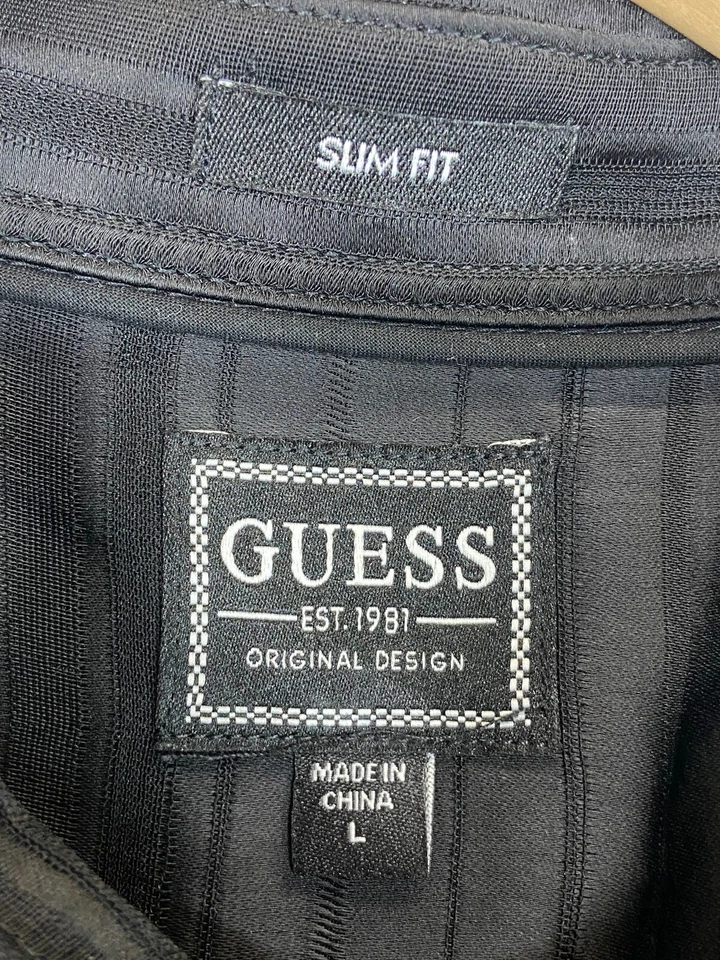 SLIM FIT
GUESS
EST. 1981
ORIGINAL DESIGN
MADE IN
CHINA
L